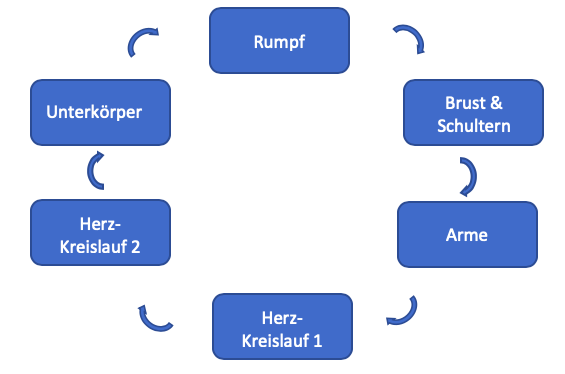 Rumpf
Brust &
Schultern
Arme
Herz-
Kreislauf 1
Herz-
Kreislauf 2
Unterkörper